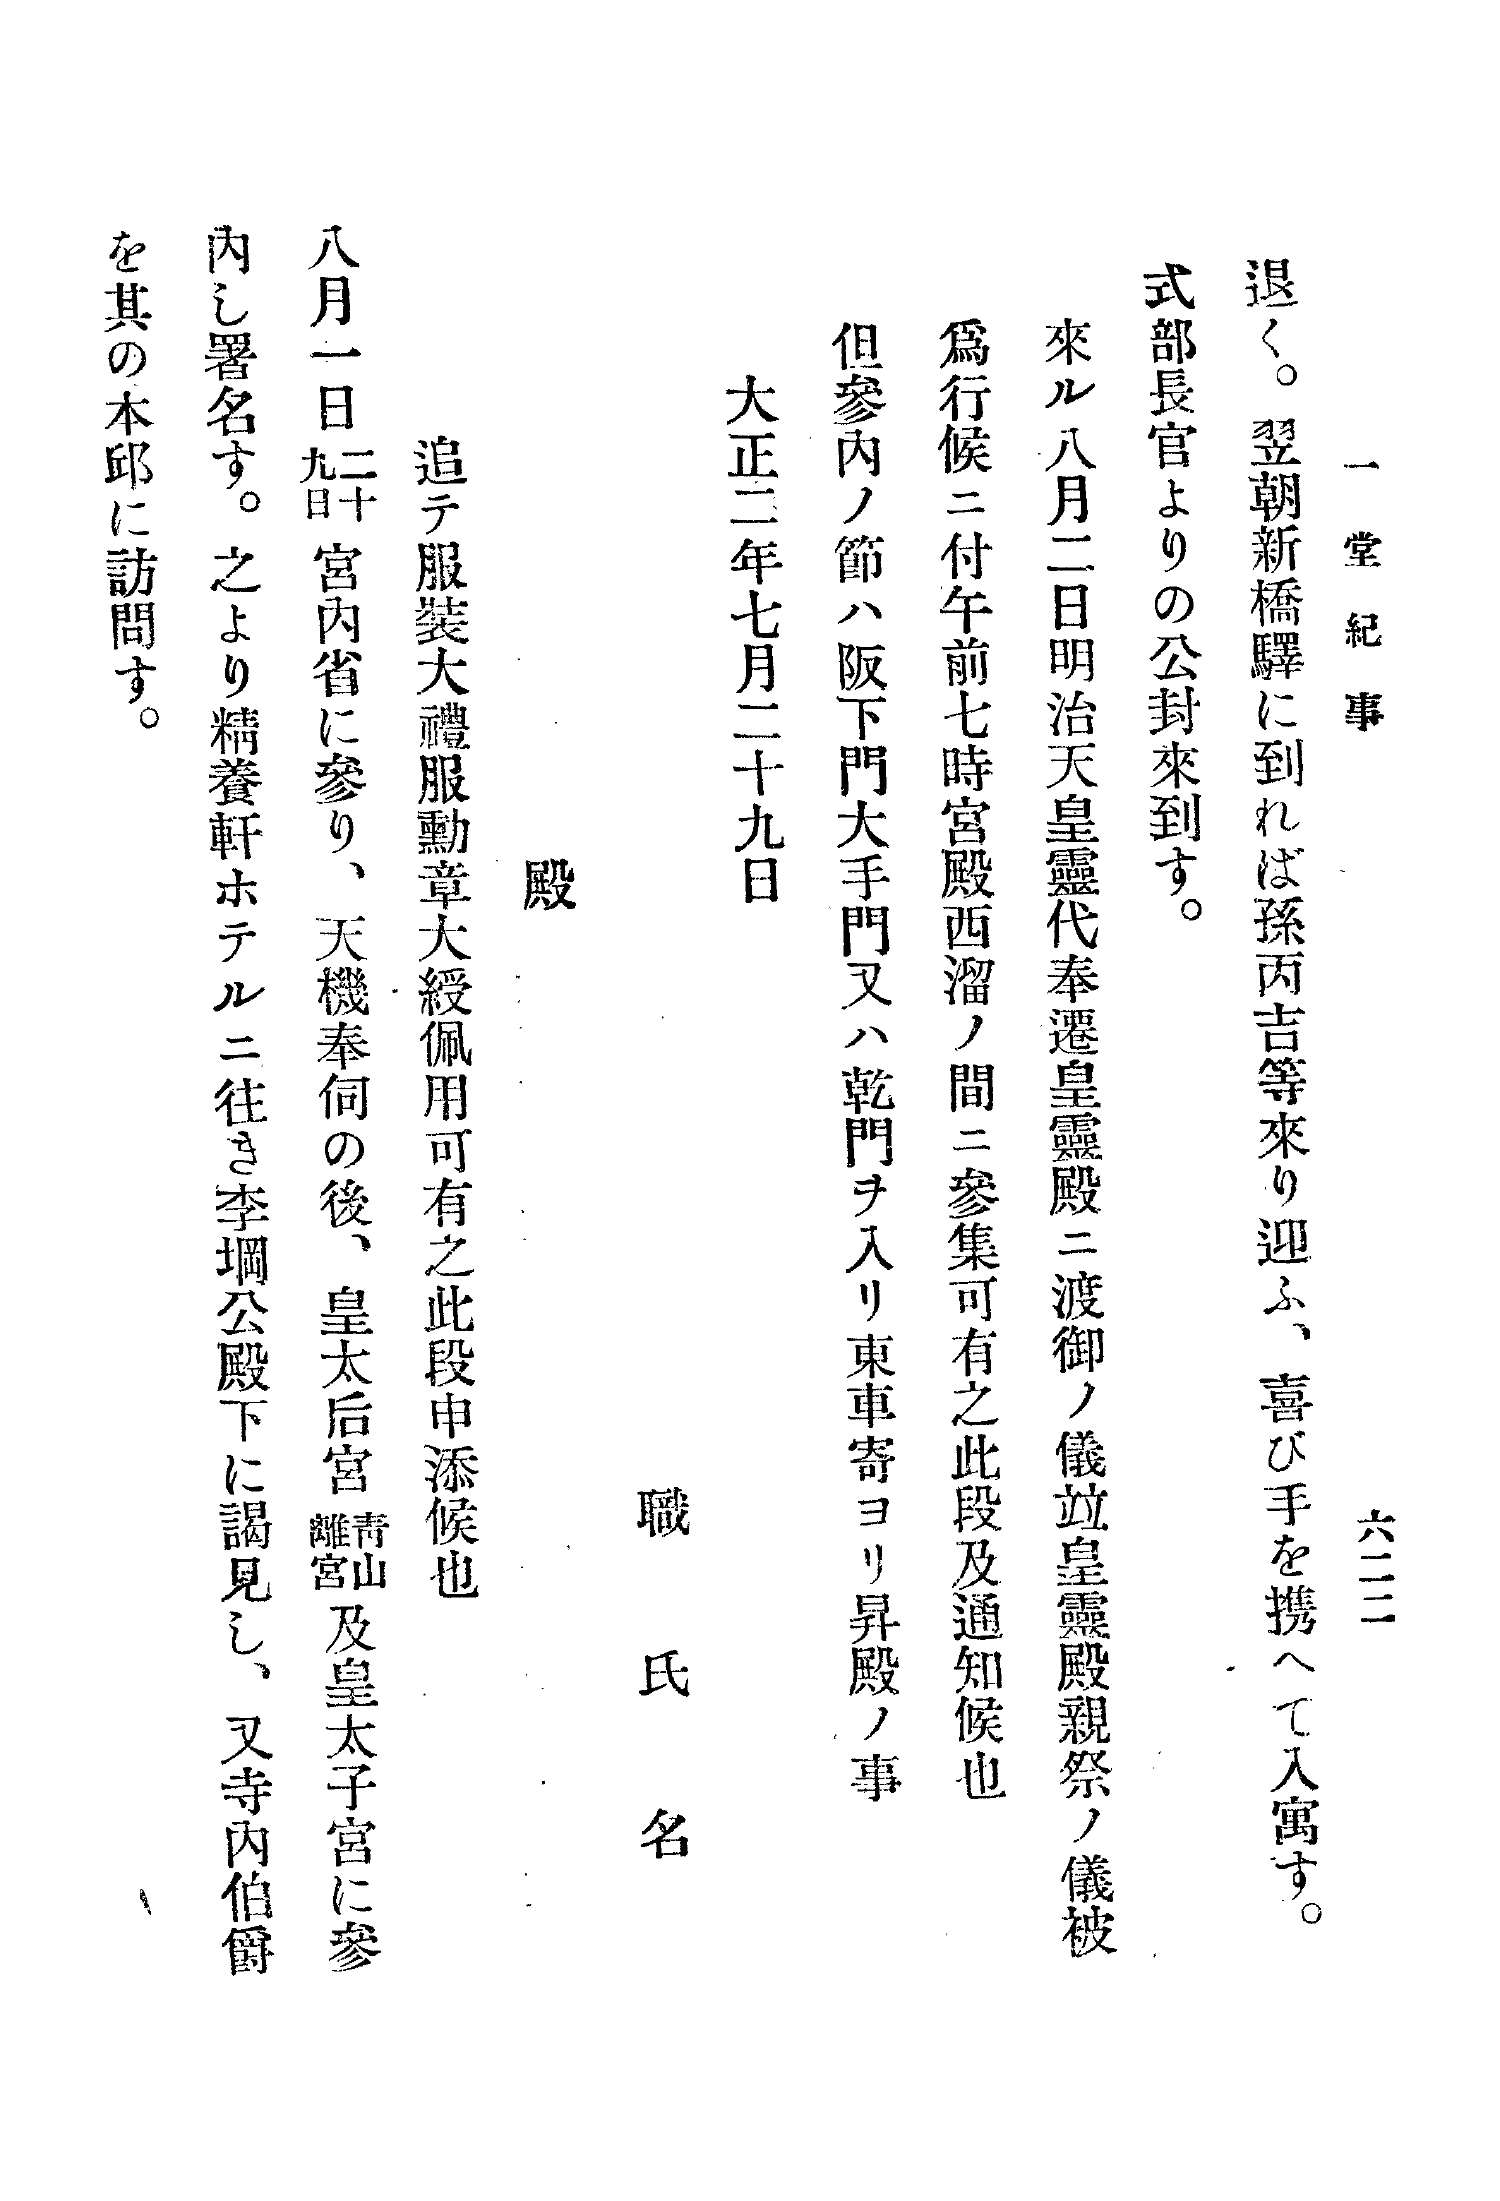 一堂紀事
六二二
退く。翌朝新橋驛に到れば孫丙吉等來り迎ふ、喜び手を携へて入寓す。
式部長官よりの公封來到す。
來ル八月二日明治天皇靈代奉遷皇靈殿ニ渡御ノ儀竝皇靈殿親祭ノ儀被
爲行候ニ付午前七時宮殿西溜ノ間ニ參集可有之此段及通知候也
但參內ノ節ハ阪下門大手門又ハ乾門ヲ入リ東車寄ヨリ昇殿ノ事
大正二年七月二十九日
職氏名
殿
追テ服裝大禮服勳章大綬佩用可有之此段申添候也
八月一日二十九日宮內省に參り、天機奉伺の後、皇太后宮靑山離宮及皇太子宮に參
內し署名す。之より精養軒ホテルニ往き李堈公殿下に謁見し、又寺內伯爵
を其の本邱に訪問す。